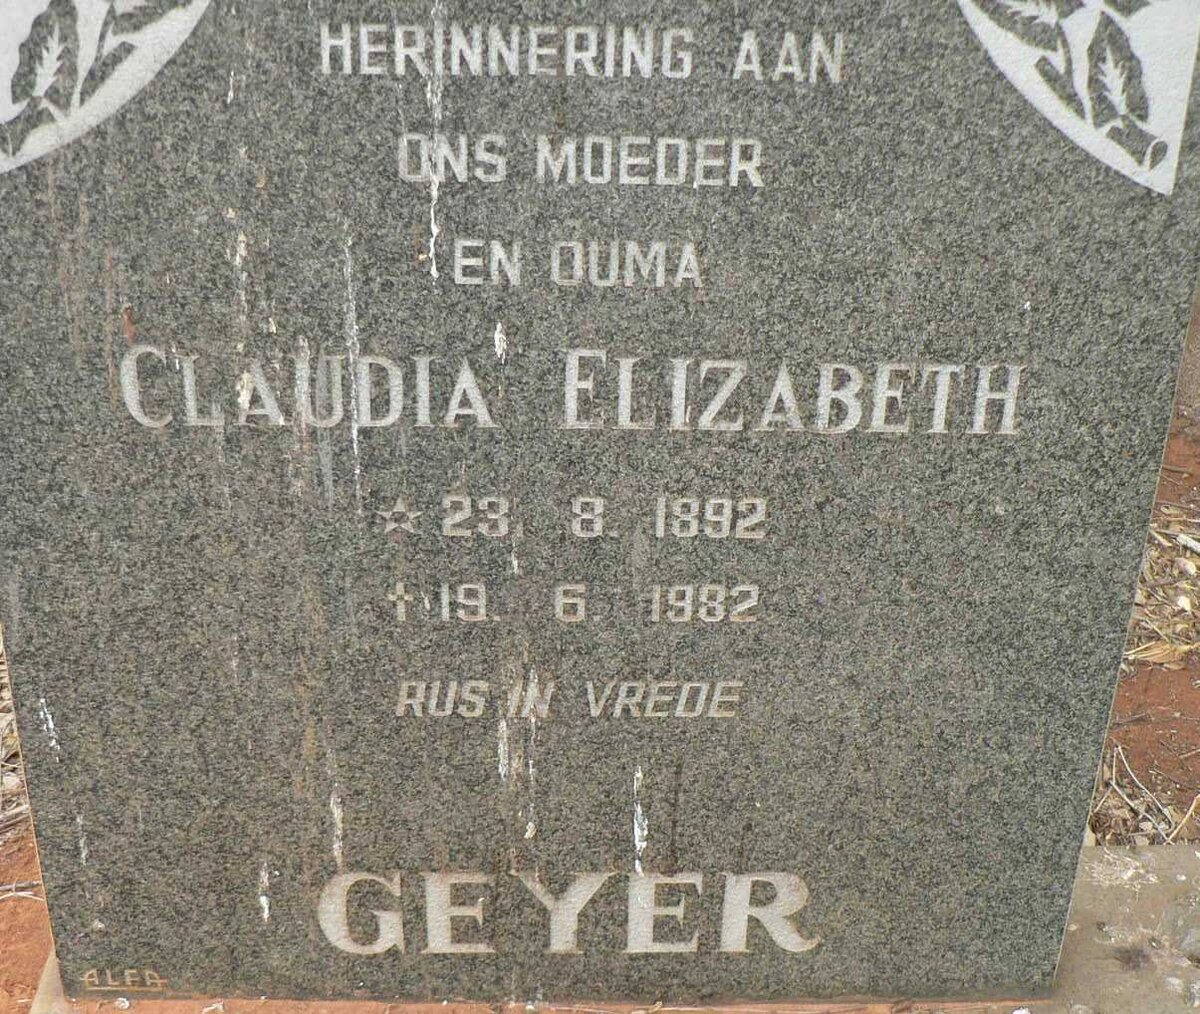 HERINNERING AAN
ONS MOEDER
EN OUMA
CLAUDIA ELIZABETH
☆ 23. 8. 1892
† 19. 6. 1982
RUS IN VREDE
GEYER
ALFA